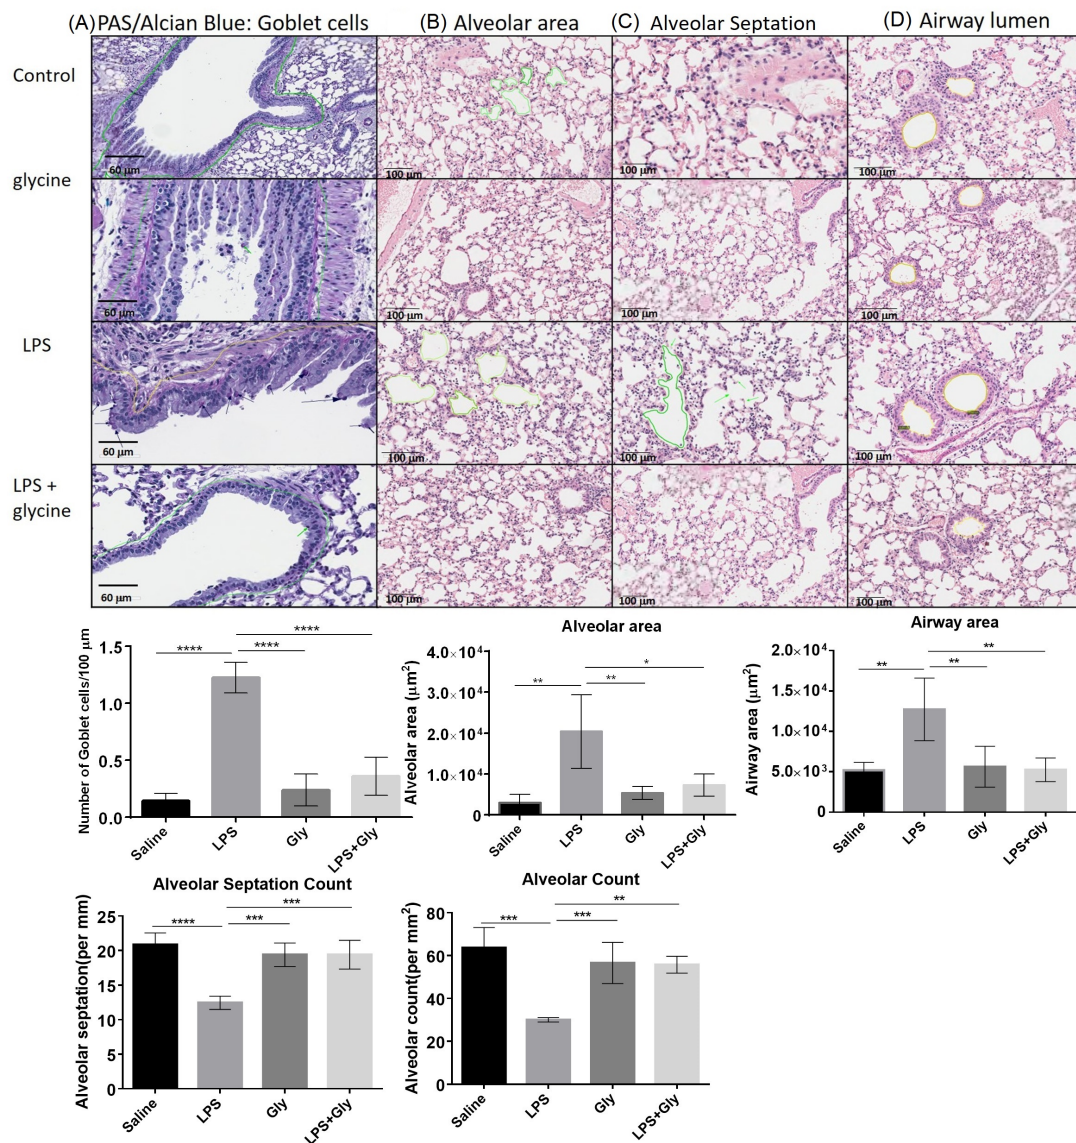 (A) PAS/Alcian Blue: Goblet cells
(B) Alveolar area
(C) Alveolar Septation
(D) Airway lumen
Control
60 µm
100 µm
100 µm
100 µm
glycine
60 µm
100 µm
100 µm
100 µm
LPS
60 µm
100 µm
100 µm
100 µm
LPS +
glycine
60 µm
100 µm
100 µm
100 µm
Number of Goblet cells/100 µm
1.5
1.0
0.5
0.0
****
****
****
Saline
LPS
Gly
LPS+Gly
Alveolar area
Alveolar area (µm²)
4.0×10⁴
3.0×10⁴
2.0×10⁴
1.0×10⁴
0
**
**
*
Saline
LPS
Gly
LPS+Gly
Airway area
Airway area (µm²)
2.0×10⁴
1.5×10⁴
1.0×10⁴
5.0×10³
0
**
**
**
Saline
LPS
Gly
LPS+Gly
Alveolar Septation Count
Alveolar septation(per mm)
25
20
15
10
5
0
****
***
***
Saline
LPS
Gly
LPS+Gly
Alveolar Count
Alveolar count(per mm²)
80
60
40
20
0
***
***
**
Saline
LPS
Gly
LPS+Gly